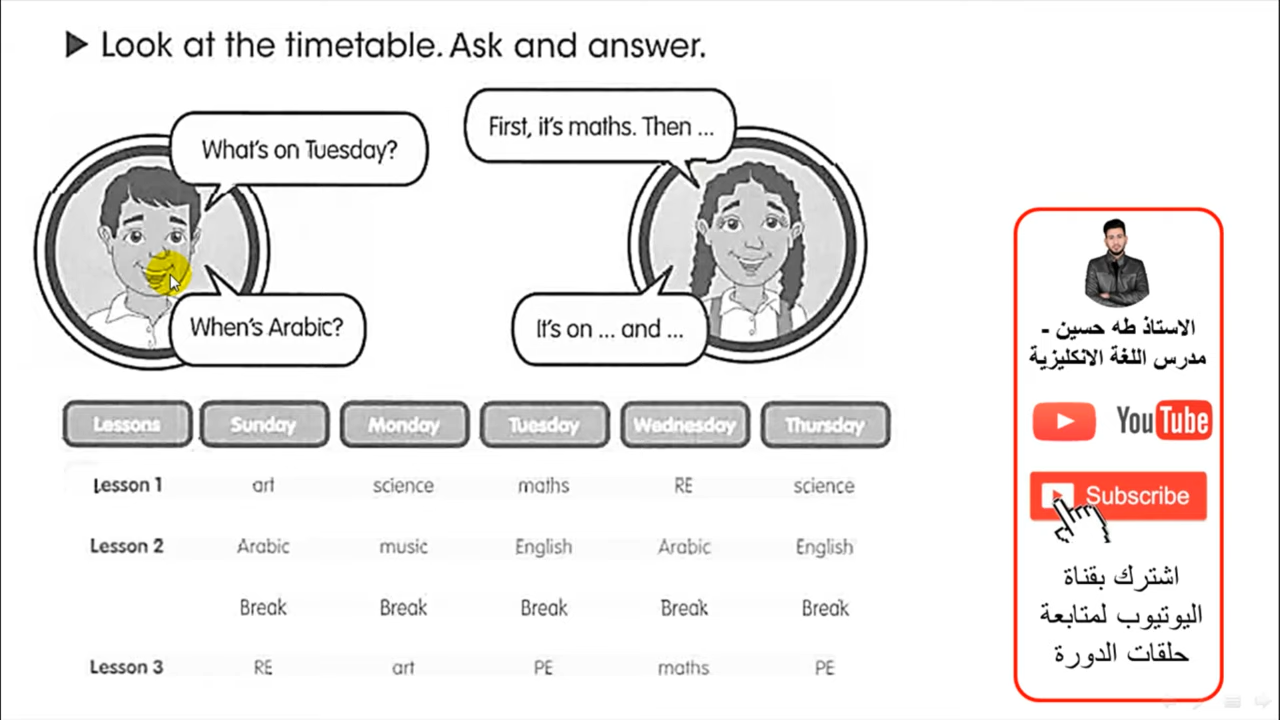 Look at the timetable. Ask and answer.
What's on Tuesday?
First, it's maths. Then ...
When's Arabic?
It's on ... and ...
Lessons Sunday Monday Tuesday Wednesday Thursday
Lesson 1 art science maths RE science
Lesson 2 Arabic music English Arabic English
Break Break Break Break Break
Lesson 3 RE art PE maths PE
الاستاذ طه حسين -
مدرس اللغة الانكليزية
YouTube
Subscribe
اشترك بقناة
اليوتيوب لمتابعة
حلقات الدورة